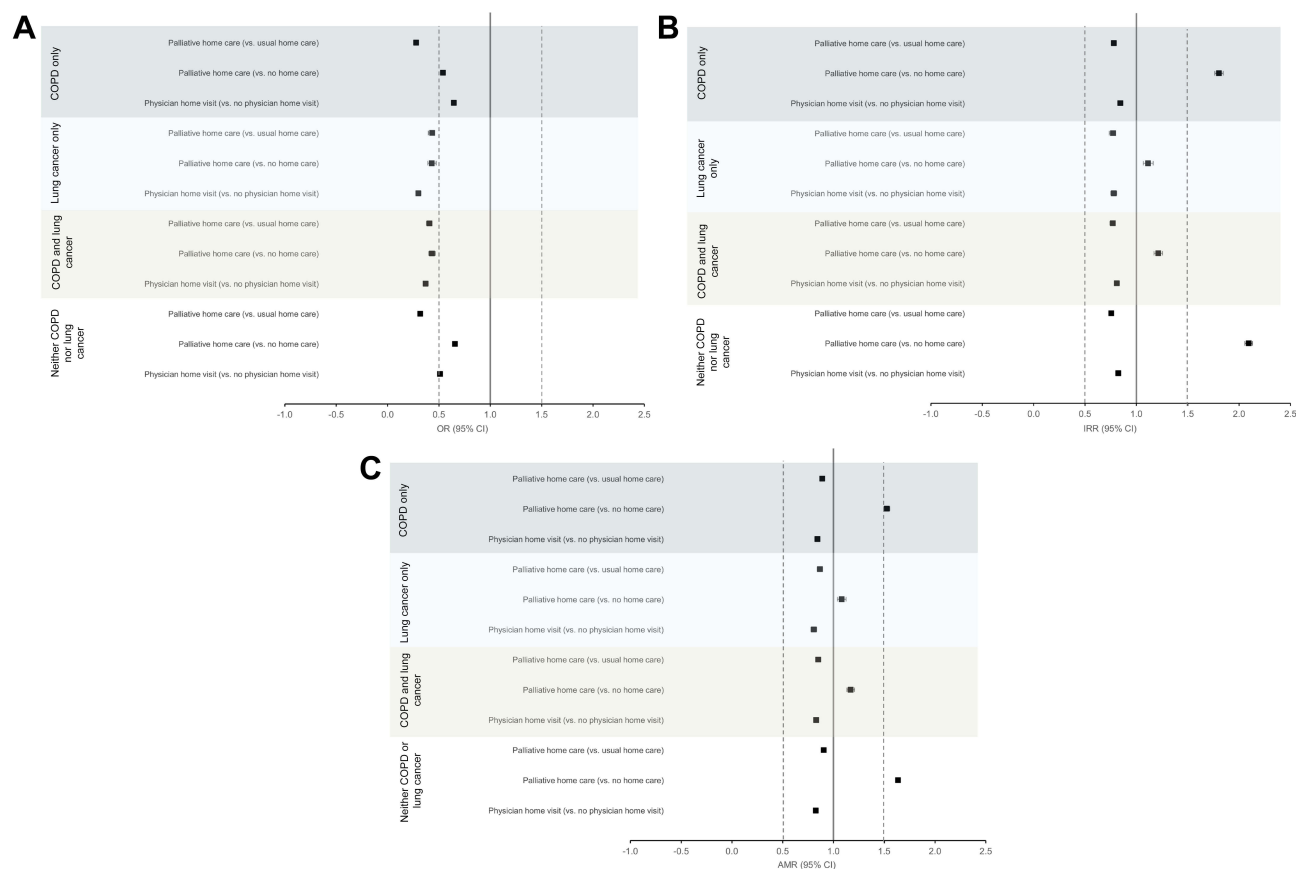 A
COPD only
Palliative home care (vs. usual home care)
Palliative home care (vs. no home care)
Physician home visit (vs. no physician home visit)
Lung cancer only
Palliative home care (vs. usual home care)
Palliative home care (vs. no home care)
Physician home visit (vs. no physician home visit)
COPD and lung
cancer
Palliative home care (vs. usual home care)
Palliative home care (vs. no home care)
Physician home visit (vs. no physician home visit)
Neither COPD
nor lung
cancer
Palliative home care (vs. usual home care)
Palliative home care (vs. no home care)
Physician home visit (vs. no physician home visit)
-1.0 -0.5 0.0 0.5 1.0 1.5 2.0 2.5
OR (95% CI)
B
COPD only
Palliative home care (vs. usual home care)
Palliative home care (vs. no home care)
Physician home visit (vs. no physician home visit)
Lung cancer
only
Palliative home care (vs. usual home care)
Palliative home care (vs. no home care)
Physician home visit (vs. no physician home visit)
COPD and lung
cancer
Palliative home care (vs. usual home care)
Palliative home care (vs. no home care)
Physician home visit (vs. no physician home visit)
Neither COPD
nor lung
cancer
Palliative home care (vs. usual home care)
Palliative home care (vs. no home care)
Physician home visit (vs. no physician home visit)
-1.0 -0.5 0.0 0.5 1.0 1.5 2.0 2.5
IRR (95% CI)
C
COPD only
Palliative home care (vs. usual home care)
Palliative home care (vs. no home care)
Physician home visit (vs. no physician home visit)
Lung cancer only
Palliative home care (vs. usual home care)
Palliative home care (vs. no home care)
Physician home visit (vs. no physician home visit)
COPD and lung
cancer
Palliative home care (vs. usual home care)
Palliative home care (vs. no home care)
Physician home visit (vs. no physician home visit)
Neither COPD or
lung cancer
Palliative home care (vs. usual home care)
Palliative home care (vs. no home care)
Physician home visit (vs. no physician home visit)
-1.0 -0.5 0.0 0.5 1.0 1.5 2.0 2.5
AMR (95% CI)